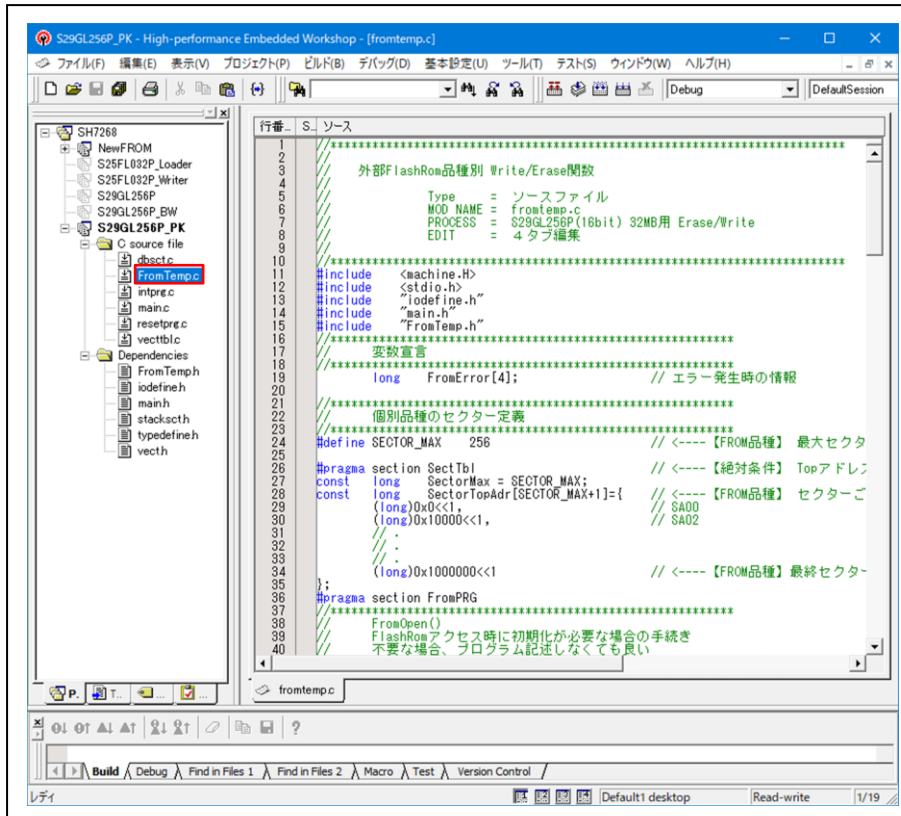 S29GL256P_PK - High-performance Embedded Workshop - [fromtemp.c]
ファイル(F) 編集(E) 表示(V) プロジェクト(P) ビルド(B) デバッグ(D) 基本設定(U) ツール(T) テスト(S) ウィンドウ(W) ヘルプ(H)
Debug DefaultSession
SH7268
NewFROM
S25FL032P_Loader
S25FL032P_Writer
S29GL256P
S29GL256P_BW
S29GL256P_PK
C source file
dbsct.c
FromTemp.c
intprg.c
main.c
resetprg.c
vecttbl.c
Dependencies
FromTemp.h
iodefine.h
main.h
stacksct.h
typedefine.h
vect.h
P. T.. ... ...
行番_ S_ ソース
1 //***************************************************************************
2 //
3 // 外部FlashRom品種別 Write/Erase関数
4 //
5 // Type = ソースファイル
6 // MOD NAME = fromtemp.c
7 // PROCESS = S29GL256P(16bit) 32MB用 Erase/Write
8 // EDIT = 4タブ編集
9 //
10 //***************************************************************************
11 #include <machine.H>
12 #include <stdio.h>
13 #include "iodefine.h"
14 #include "main.h"
15 #include "FromTemp.h"
16 //***********************************************************
17 // 変数宣言
18 //***********************************************************
19 long FromError[4]; // エラー発生時の情報
20
21 //***********************************************************
22 // 個別品種のセクター定義
23 //***********************************************************
24 #define SECTOR_MAX 256 // <---- 【FROM品種】 最大セクタ
25
26 #pragma section SectTbl // <---- 【絶対条件】 Topアドレス
27 const long SectorMax = SECTOR_MAX;
28 const long SectorTopAdr[SECTOR_MAX+1]={ // <---- 【FROM品種】 セクターご
29 (long)0x0<<1, // SA00
30 (long)0x10000<<1, // SA02
31 // .
32 // .
33 // .
34 (long)0x1000000<<1 // <---- 【FROM品種】最終セクター
35 };
36 #pragma section FromPRG
37 //***********************************************************
38 // FromOpen()
39 // FlashRomアクセス時に初期化が必要な場合の手続き
40 // 不要な場合、プログラム記述しなくても良い
fromtemp.c
Build Debug Find in Files 1 Find in Files 2 Macro Test Version Control
レディ Default1 desktop Read-write 1/19